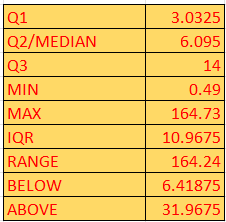 Q1 3.0325
Q2/MEDIAN 6.095
Q3 14
MIN 0.49
MAX 164.73
IQR 10.9675
RANGE 164.24
BELOW 6.41875
ABOVE 31.9675